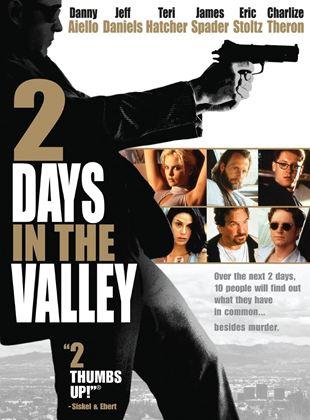 Danny Jeff Teri James Eric Charlize
Aiello Daniels Hatcher Spader Stoltz Theron
2
DAYS
IN THE
VALLEY
Over the next 2 days,
10 people will find out
what they have
in common...
besides murder.
"2
THUMBS
UP!"®
- Siskel & Ebert